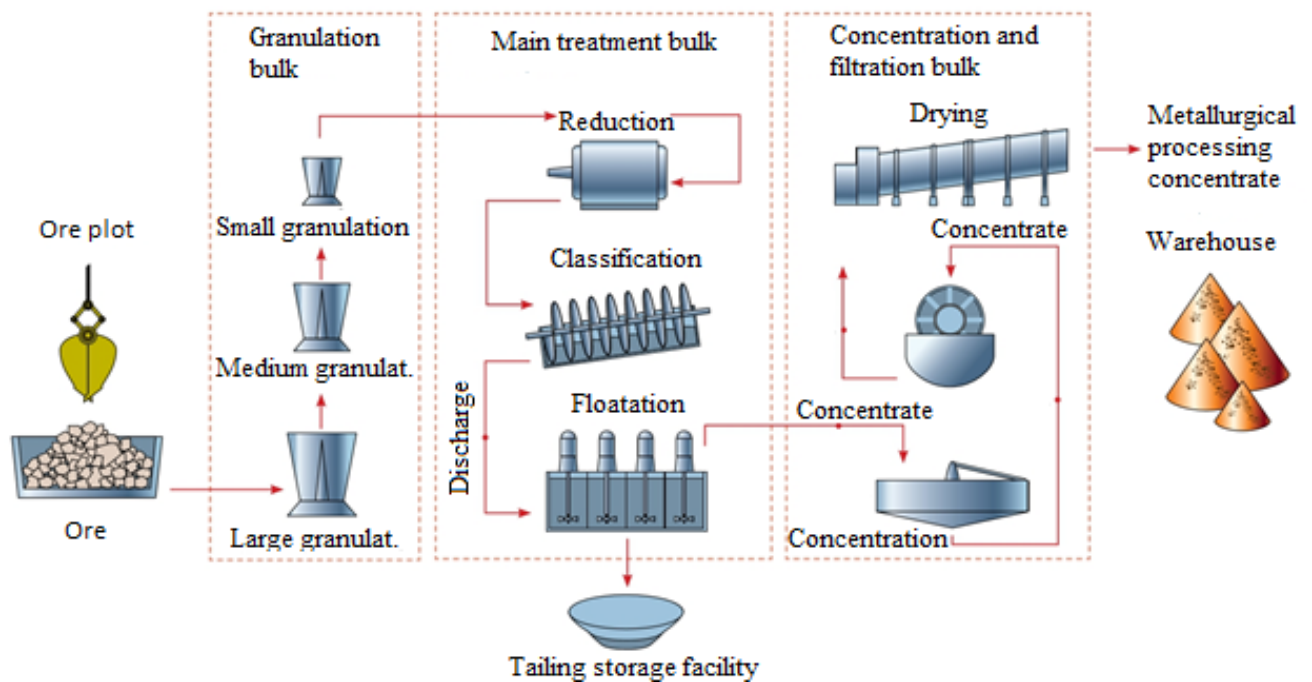 Granulation
bulk
Main treatment bulk
Concentration and
filtration bulk
Reduction
Drying
Metallurgical
processing
concentrate
Ore plot
Small granulation
Concentrate
Warehouse
Classification
Medium granulat.
Discharge
Floatation
Concentrate
Ore
Large granulat.
Concentration
Tailing storage facility